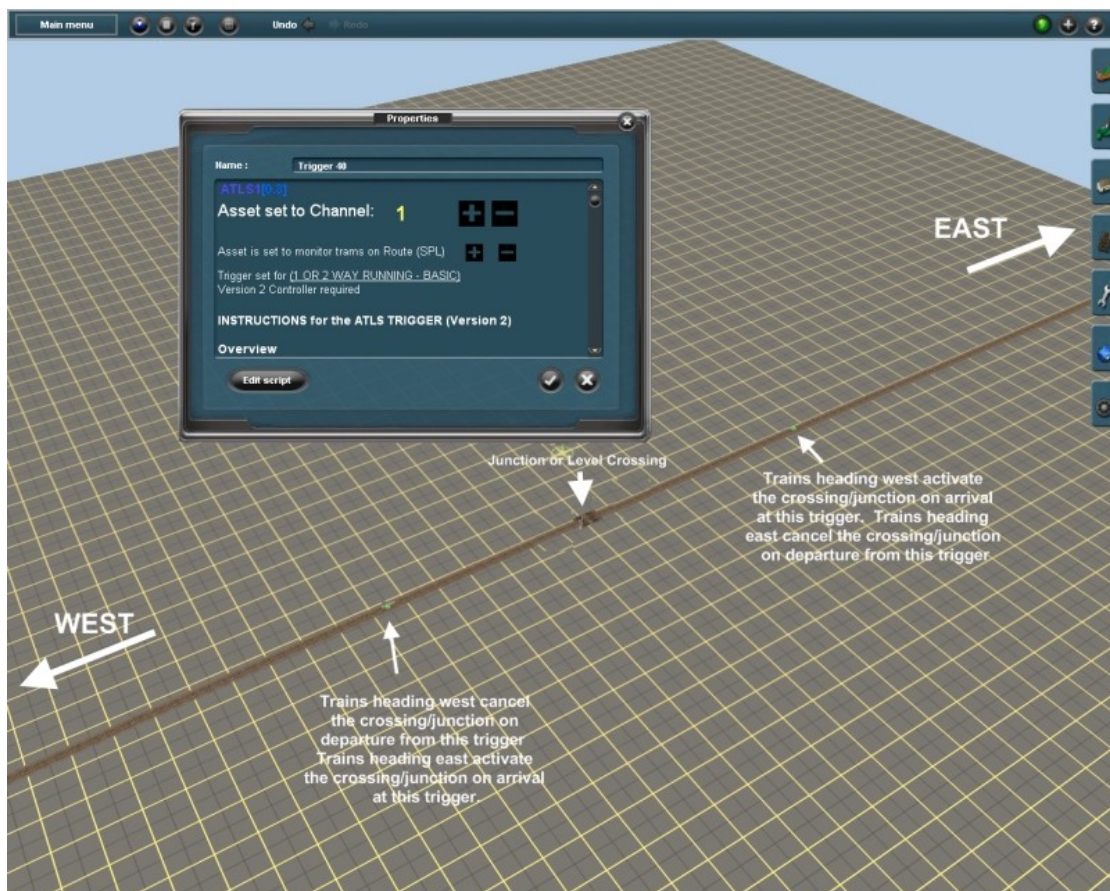 Main menu
Undo
Redo
Properties
Name :
Trigger 40
ATLS1[0.3]
Asset set to Channel: 1
Asset is set to monitor trams on Route (SPL)
Trigger set for (1 OR 2 WAY RUNNING - BASIC)
Version 2 Controller required
INSTRUCTIONS for the ATLS TRIGGER (Version 2)
Overview
Edit script
EAST
Junction or Level Crossing
Trains heading west activate
the crossing/junction on arrival
at this trigger. Trains heading
east cancel the crossing/junction
on departure from this trigger
WEST
Trains heading west cancel
the crossing/junction on
departure from this trigger
Trains heading east activate
the crossing/junction on arrival
at this trigger.